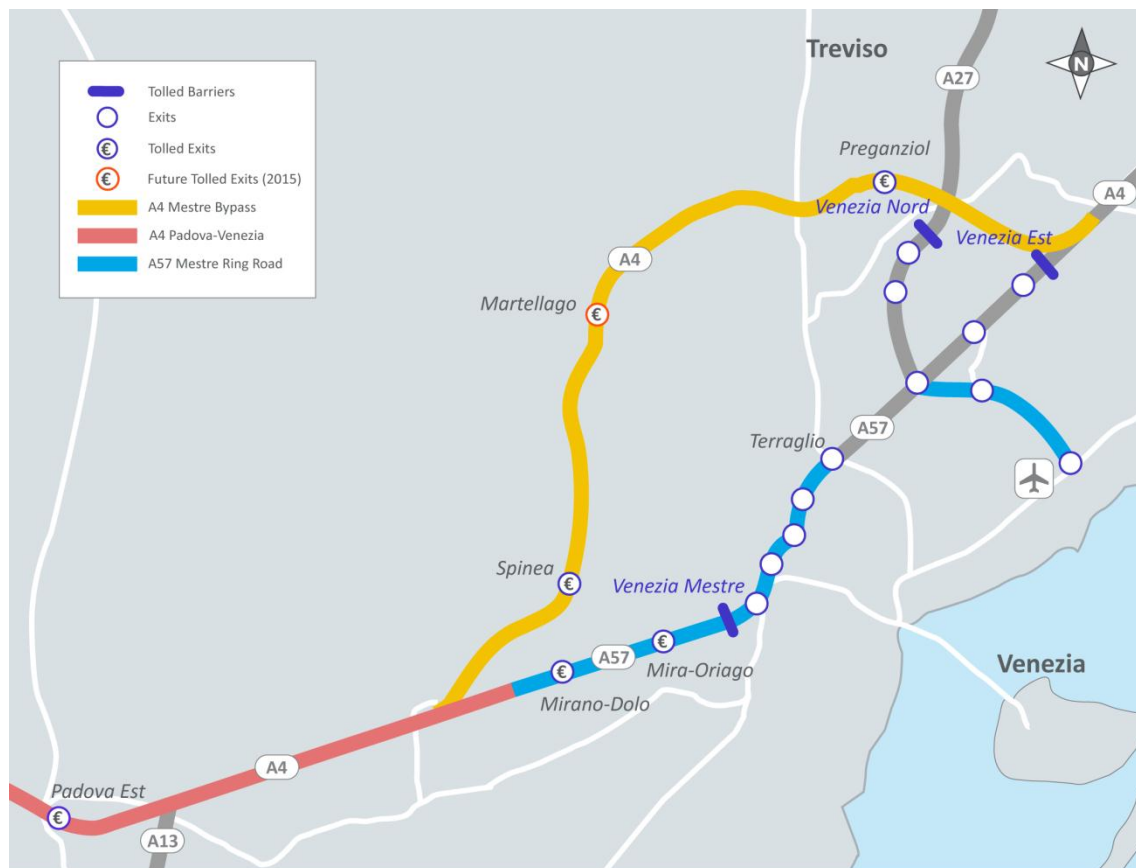 Treviso
N
Tolled Barriers
A27
Exits
€
Tolled Exits
Preganziol
€
Future Tolled Exits (2015)
€
A4
A4 Mestre Bypass
Venezia Nord
A4 Padova-Venezia
Venezia Est
A4
A57 Mestre Ring Road
Martellago
€
A57
Terraglio
Spinea
€
Venezia Mestre
€
A57
Mira-Oriago
Venezia
€
Mirano-Dolo
A4
Padova Est
€
A13